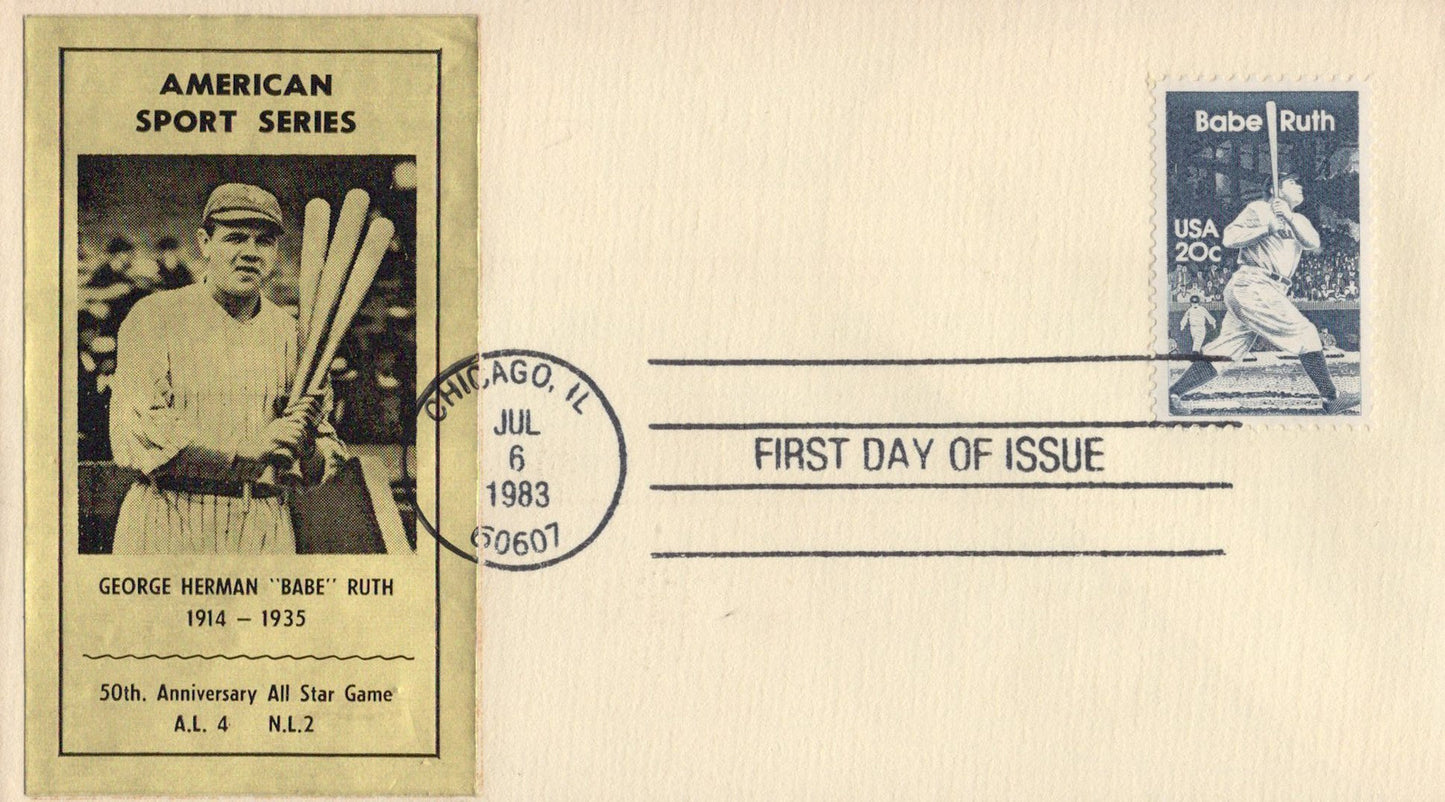 AMERICAN
SPORT SERIES
GEORGE HERMAN "BABE" RUTH
1914 – 1935
50th. Anniversary All Star Game
A.L. 4 N.L.2
CHICAGO, IL
JUL
6
1983
60607
FIRST DAY OF ISSUE
Babe Ruth
USA
20c